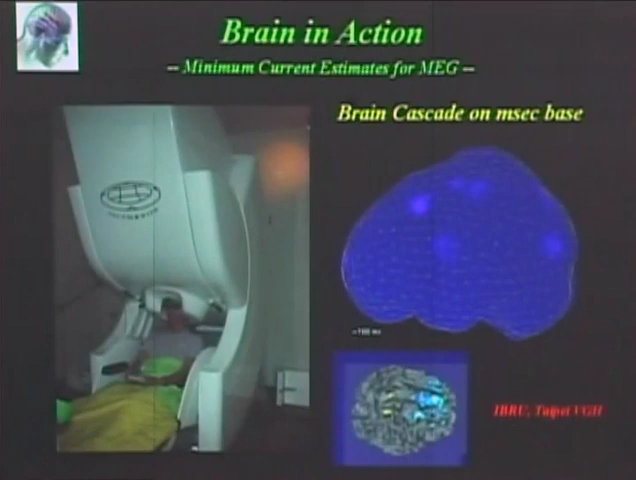 Brain in Action
-- Minimum Current Estimates for MEG --
Brain Cascade on msec base
IBRU, Taipei VGH